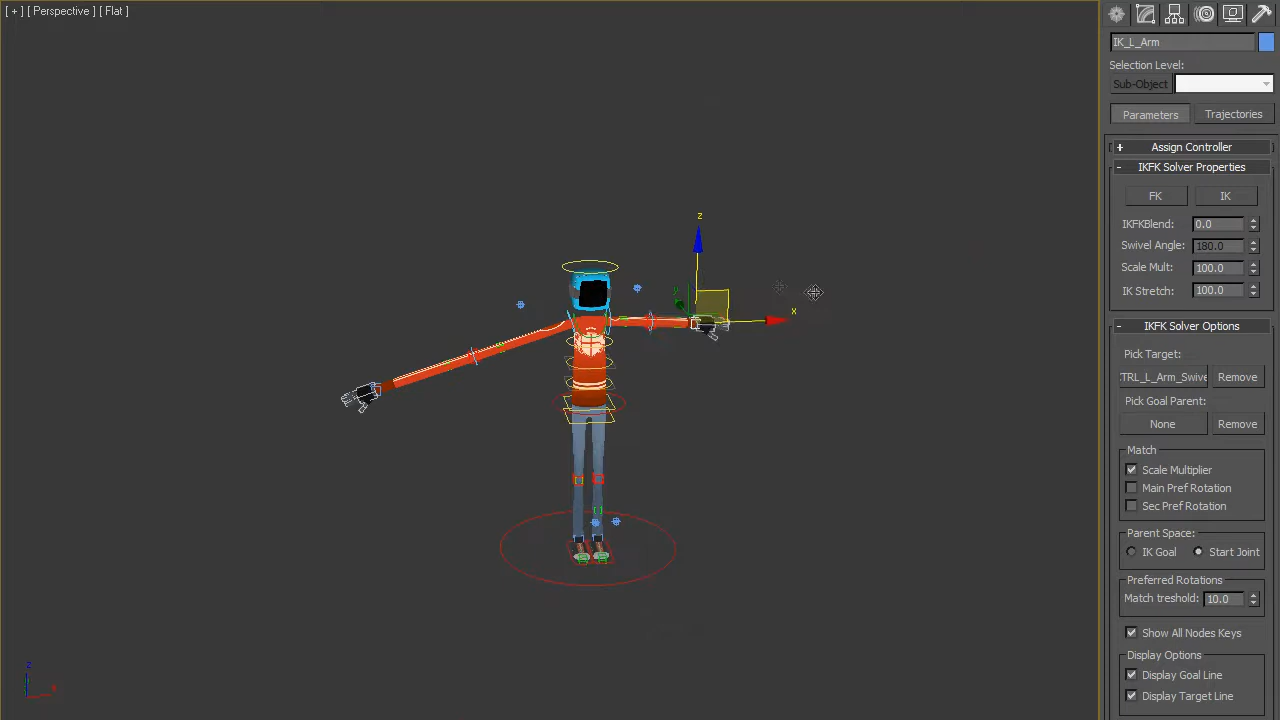 [ + ] [ Perspective ] [ Flat ]
IK_L_Arm
Selection Level:
Sub-Object
Parameters
Trajectories
+ Assign Controller
- IKFK Solver Properties
FK
IK
IKFKBlend: 0.0
Swivel Angle: 180.0
Scale Mult: 100.0
IK Stretch: 100.0
- IKFK Solver Options
Pick Target:
TRL_L_Arm_Swive
Remove
Pick Goal Parent:
None
Remove
Match
Scale Multiplier
Main Pref Rotation
Sec Pref Rotation
Parent Space:
IK Goal
Start Joint
Preferred Rotations
Match treshold: 10.0
Show All Nodes Keys
Display Options
Display Goal Line
Display Target Line
z
x
y
z
x